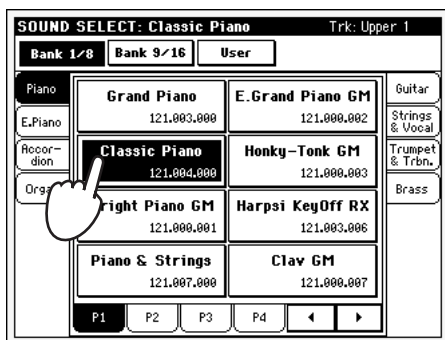 SOUND SELECT: Classic Piano Trk: Upper 1
Bank 1/8 Bank 9/16 User
Piano
E.Piano
Accor-
dion
Grand Piano
121.003.000
E.Grand Piano GM
121.000.002
Classic Piano
121.004.000
Honky-Tonk GM
121.000.003
Piano GM
121.000.001
Harpsi KeyOff RX
121.003.006
Piano & Strings
121.007.000
Clav GM
121.000.007
Guitar
Strings
& Vocal
Trumpet
& Trbn.
Brass
P1 P2 P3 P4